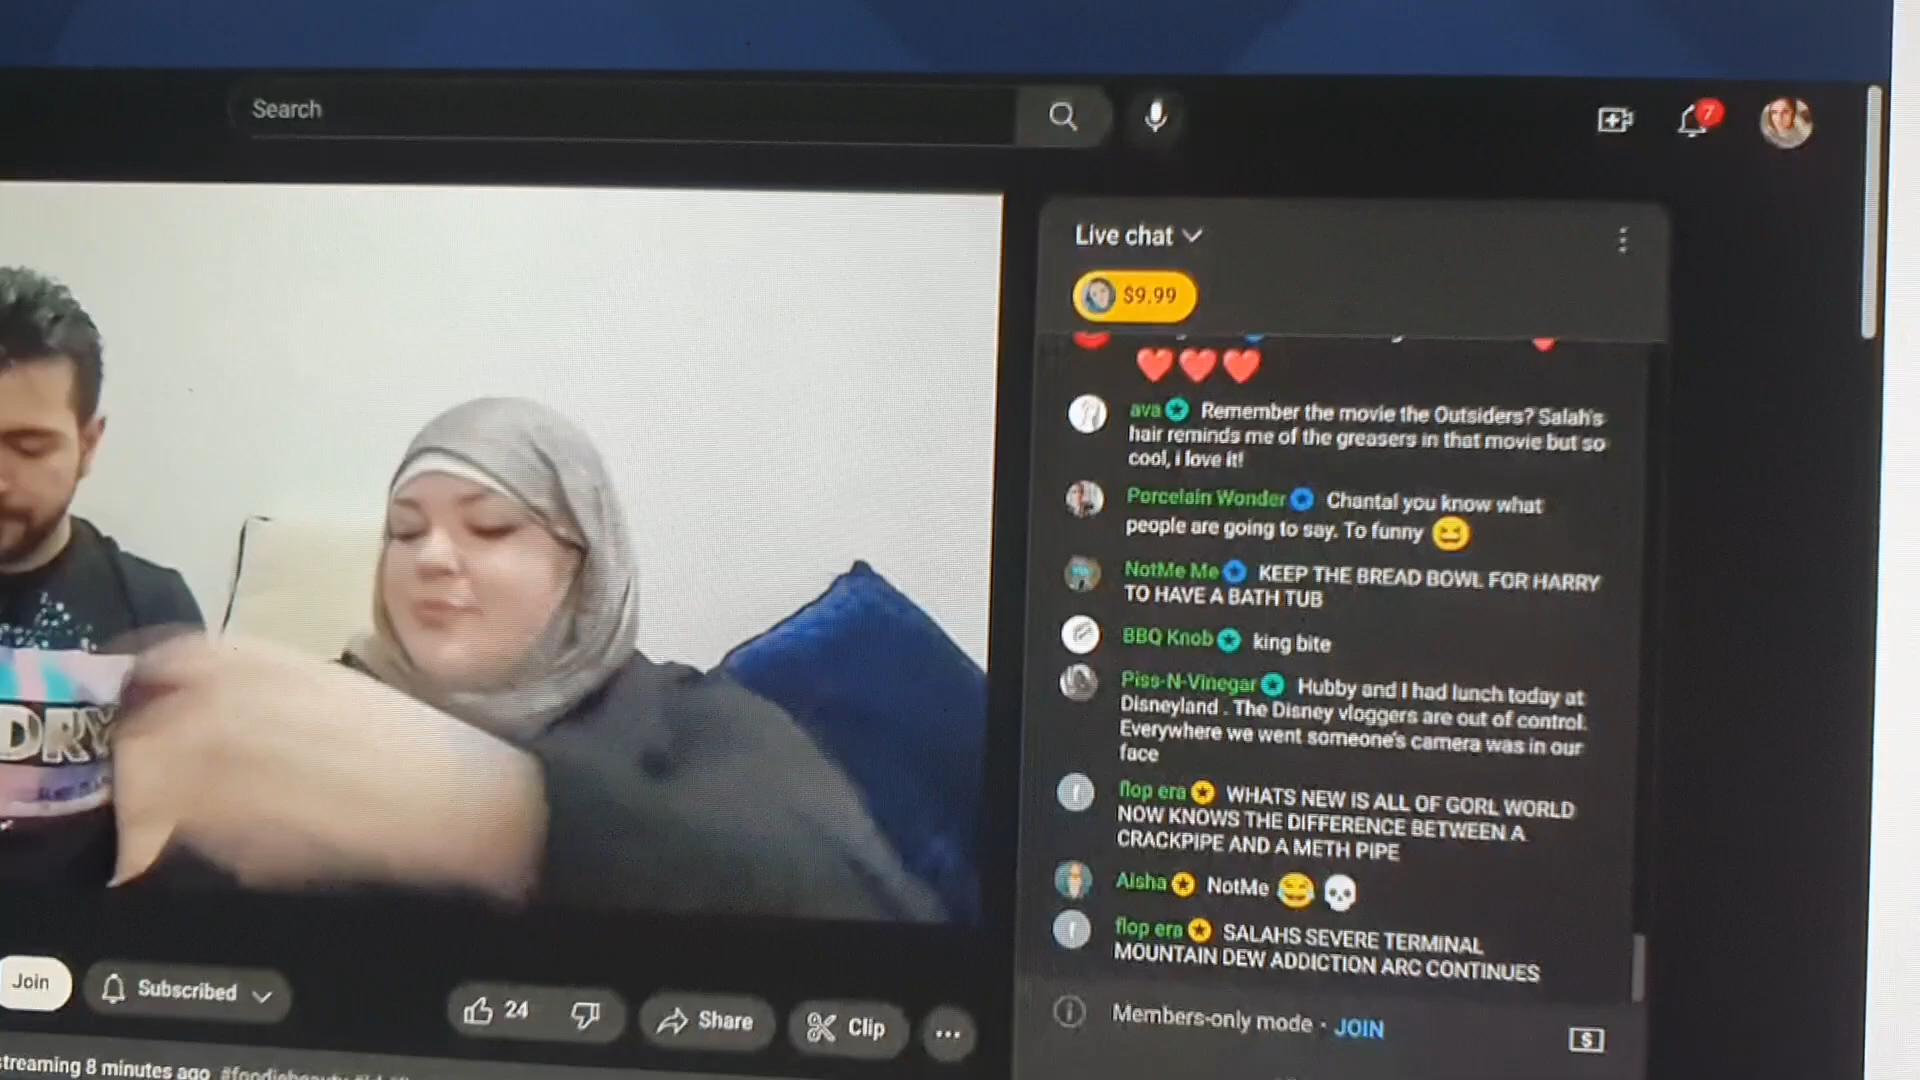 Search
7
Live chat
$9.99
ava Remember the movie the Outsiders? Salah's
hair reminds me of the greasers in that movie but so
cool, i love it!
Porcelain Wonder Chantal you know what
people are going to say. To funny
NotMe Me KEEP THE BREAD BOWL FOR HARRY
TO HAVE A BATH TUB
BBQ Knob king bite
Piss-N-Vinegar Hubby and I had lunch today at
Disneyland . The Disney vloggers are out of control.
Everywhere we went someone's camera was in our
face
flop era WHATS NEW IS ALL OF GORL WORLD
NOW KNOWS THE DIFFERENCE BETWEEN A
CRACKPIPE AND A METH PIPE
Aisha NotMe
flop era SALAHS SEVERE TERMINAL
MOUNTAIN DEW ADDICTION ARC CONTINUES
Members-only mode · JOIN
DRY
Join
Subscribed
24
Share
Clip
streaming 8 minutes ago